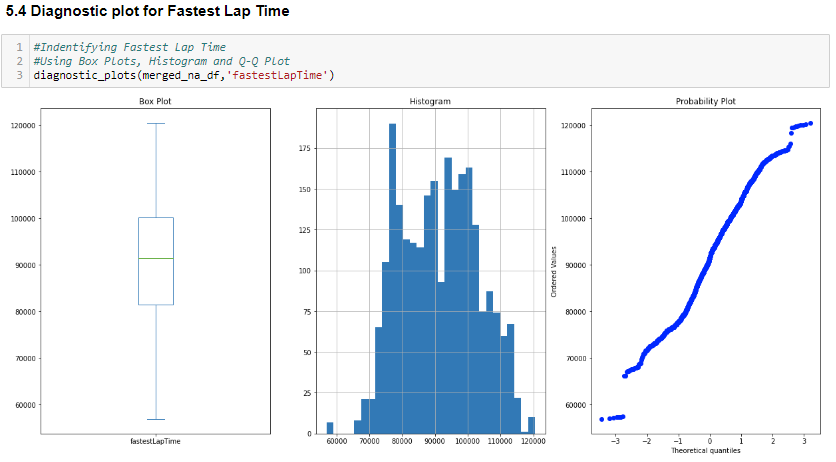 5.4 Diagnostic plot for Fastest Lap Time
1 #Indentifying Fastest Lap Time
2 #Using Box Plots, Histogram and Q-Q Plot
3 diagnostic_plots(merged_na_df,'fastestLapTime')
Box Plot
120000
110000
100000
90000
80000
70000
60000
fastestLapTime
Histogram
175
150
125
100
75
50
25
0
60000 70000 80000 90000 100000 110000 120000
Probability Plot
Ordered Values
120000
110000
100000
90000
80000
70000
60000
−3 −2 −1 0 1 2 3
Theoretical quantiles